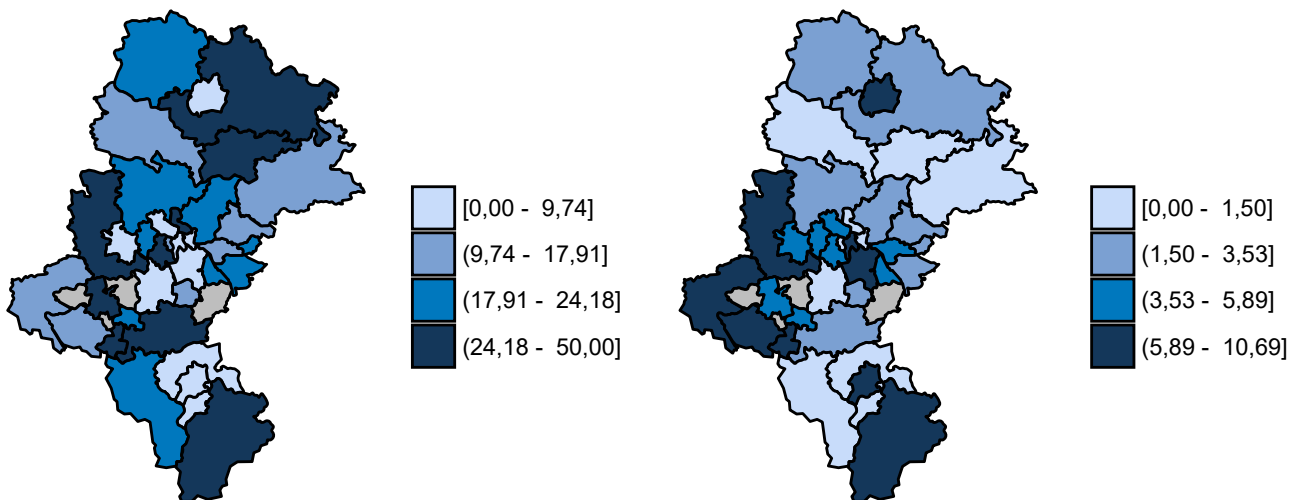 [0,00 - 9,74]
(9,74 - 17,91]
(17,91 - 24,18]
(24,18 - 50,00]
[0,00 - 1,50]
(1,50 - 3,53]
(3,53 - 5,89]
(5,89 - 10,69]